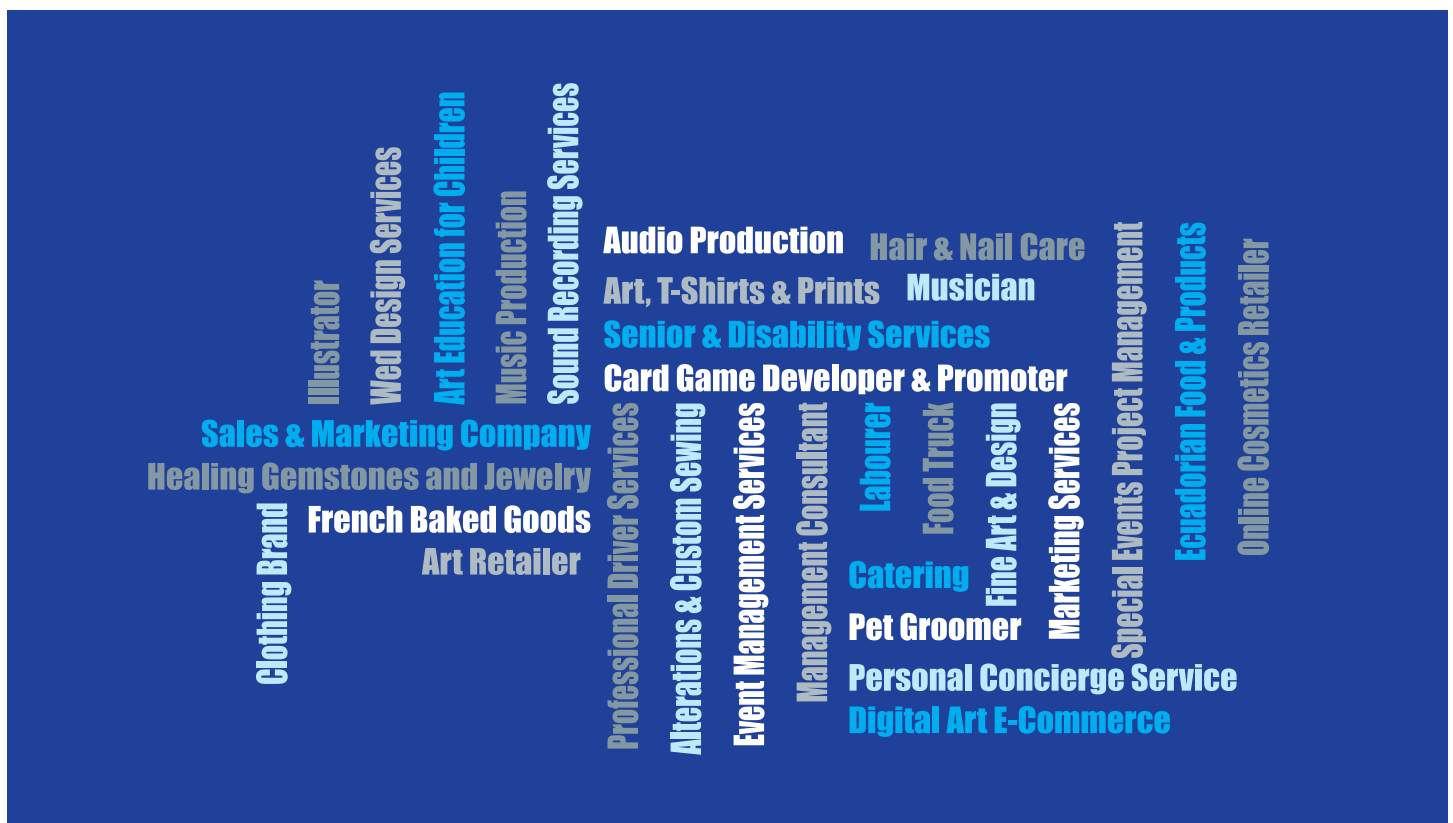 Illustrator
Wed Design Services
Art Education for Children
Music Production
Sound Recording Services
Audio Production
Hair & Nail Care
Art, T-Shirts & Prints
Musician
Senior & Disability Services
Card Game Developer & Promoter
Sales & Marketing Company
Healing Gemstones and Jewelry
French Baked Goods
Art Retailer
Clothing Brand
Professional Driver Services
Alterations & Custom Sewing
Event Management Services
Management Consultant
Labourer
Food Truck
Fine Art & Design
Marketing Services
Special Events Project Management
Ecuadorian Food & Products
Online Cosmetics Retailer
Catering
Pet Groomer
Personal Concierge Service
Digital Art E-Commerce